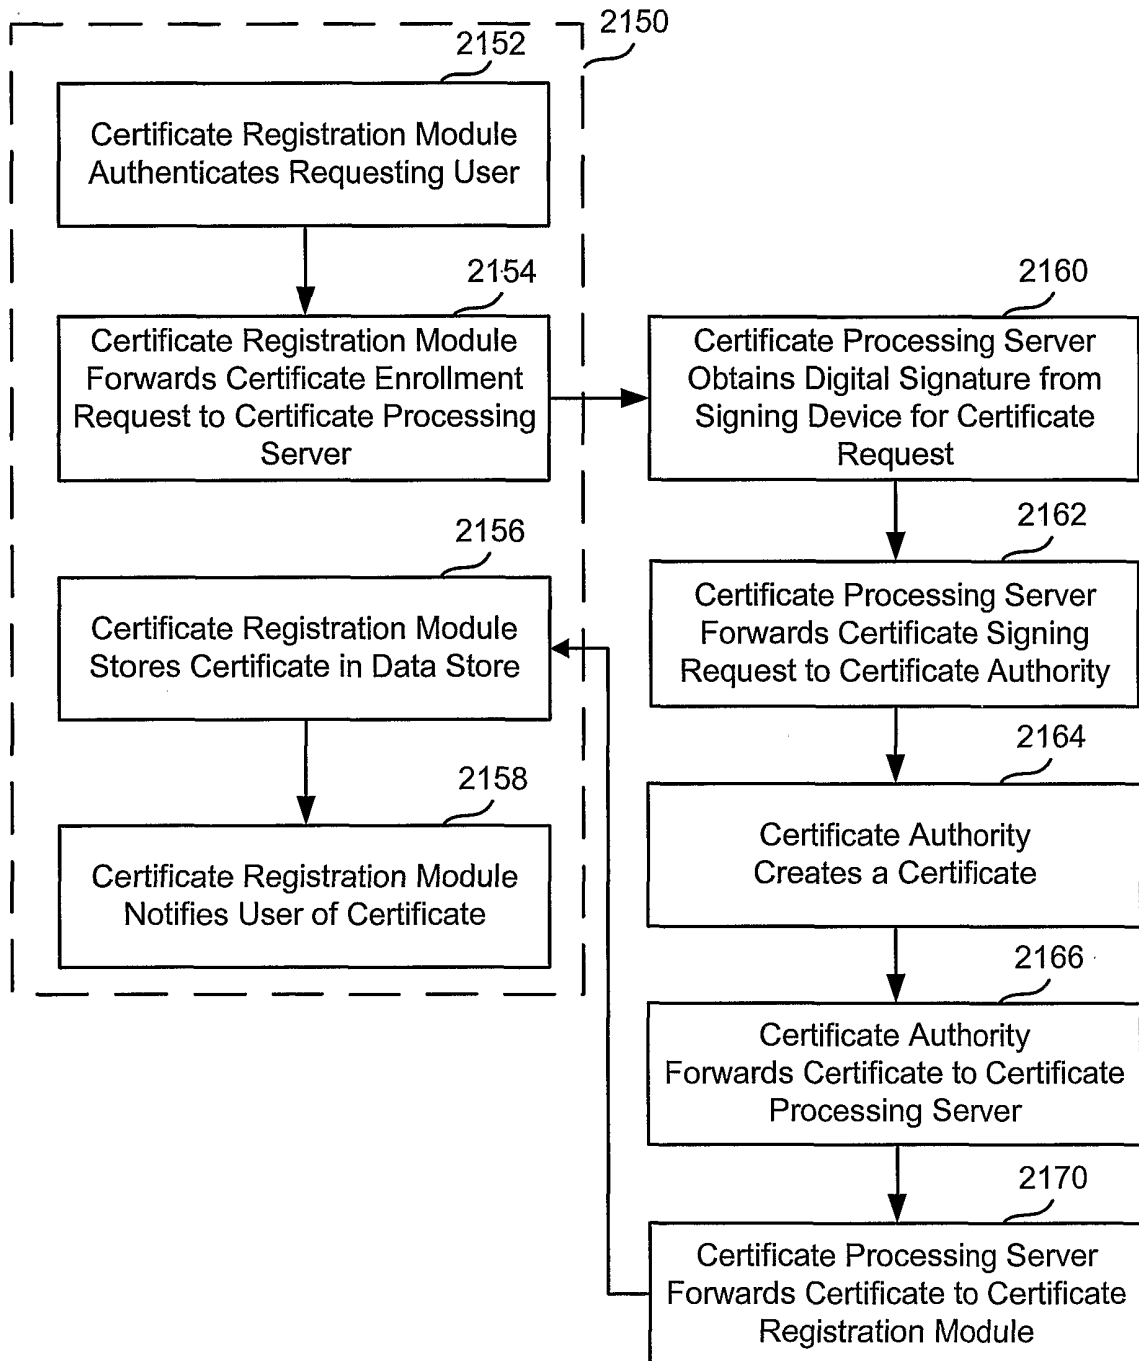 2150
2152
Certificate Registration Module
Authenticates Requesting User
2154
Certificate Registration Module
Forwards Certificate Enrollment
Request to Certificate Processing
Server
2156
Certificate Registration Module
Stores Certificate in Data Store
2158
Certificate Registration Module
Notifies User of Certificate
2160
Certificate Processing Server
Obtains Digital Signature from
Signing Device for Certificate
Request
2162
Certificate Processing Server
Forwards Certificate Signing
Request to Certificate Authority
2164
Certificate Authority
Creates a Certificate
2166
Certificate Authority
Forwards Certificate to Certificate
Processing Server
2170
Certificate Processing Server
Forwards Certificate to Certificate
Registration Module